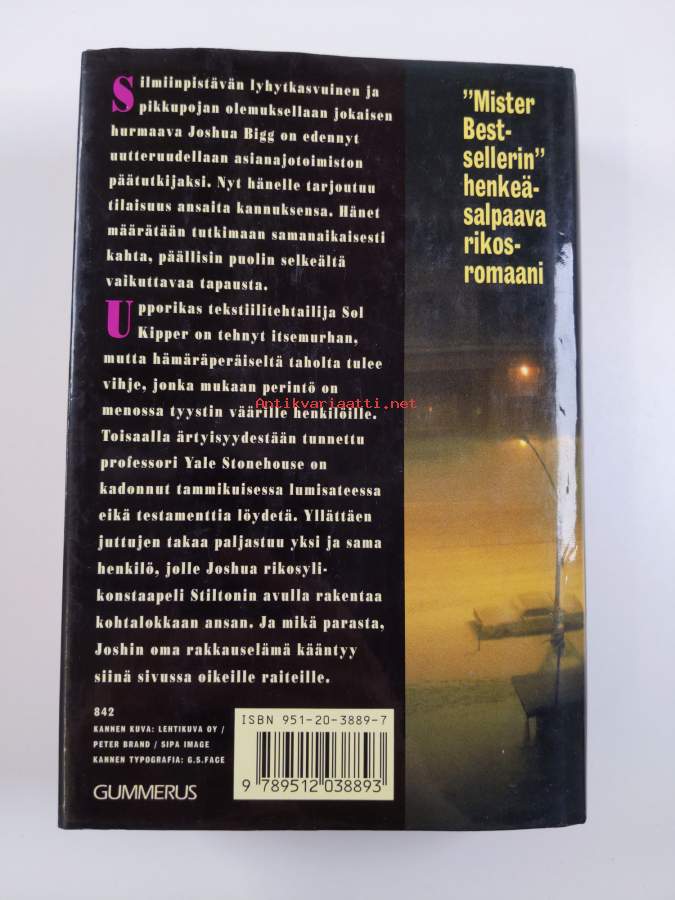 Silmiinpistävän lyhytkasvuinen ja
pikkupojan olemuksellaan jokaisen
hurmaava Joshua Bigg on edennyt
uutteruudellaan asianajotoimiston
päätutkijaksi. Nyt hänelle tarjoutuu
tilaisuus ansaita kannuksensa. Hänet
määrätään tutkimaan samanaikaisesti
kahta, päällisin puolin selkeältä
vaikuttavaa tapausta.
Upporikas tekstiilitehtailija Sol
Kipper on tehnyt itsemurhan,
mutta hämäräperäiseltä taholta tulee
vihje, jonka mukaan perintö on
menossa tyystin väärille henkilöille.
Toisaalla ärtyisyydestään tunnettu
professori Yale Stonehouse on
kadonnut tammikuisessa lumisateessa
eikä testamenttia löydetä. Yllättäen
juttujen takaa paljastuu yksi ja sama
henkilö, jolle Joshua rikosyli-
konstaapeli Stiltonin avulla rakentaa
kohtalokkaan ansan. Ja mikä parasta,
Joshin oma rakkauselämä kääntyy
siinä sivussa oikeille raiteille.
"Mister
Best-
sellerin"
henkeä-
salpaava
rikos-
romaani
Antikvariaatti.net
842
KANNEN KUVA: LEHTIKUVA OY /
PETER BRAND / SIPA IMAGE
KANNEN TYPOGRAFIA: G.S.FACE
GUMMERUS
ISBN 951-20-3889-7
9 789512 038893